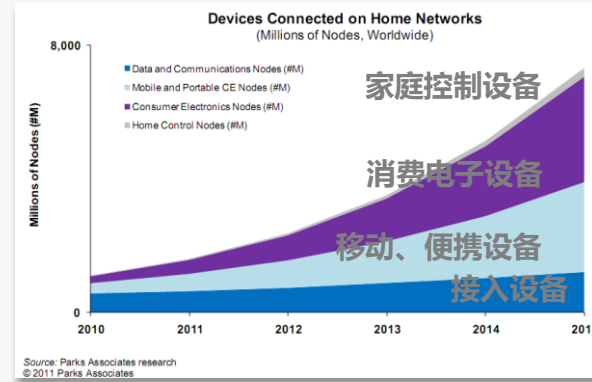 Devices Connected on Home Networks
(Millions of Nodes, Worldwide)
8,000
Data and Communications Nodes (#M)
Mobile and Portable CE Nodes (#M)
Consumer Electronics Nodes (#M)
Home Control Nodes (#M)
家庭控制设备
消费电子设备
移动、便携设备
接入设备
Millions of Nodes (#M)
0
2010 2011 2012 2013 2014 201
Source: Parks Associates research
© 2011 Parks Associates